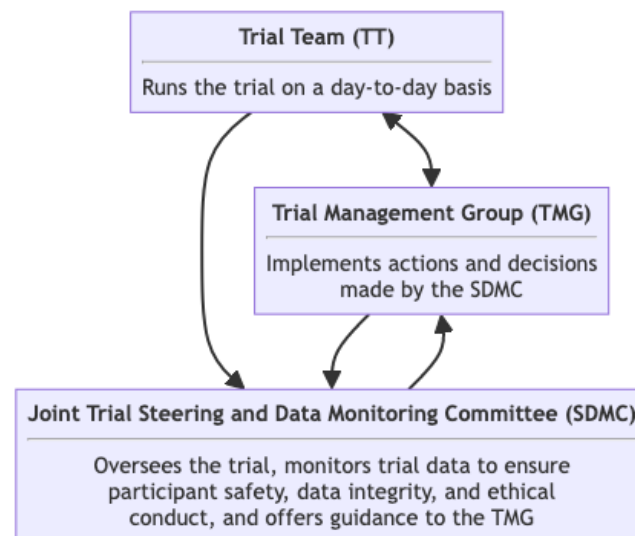 Trial Team (TT)
Runs the trial on a day-to-day basis
Trial Management Group (TMG)
Implements actions and decisions
made by the SDMC
Joint Trial Steering and Data Monitoring Committee (SDMC)
Oversees the trial, monitors trial data to ensure
participant safety, data integrity, and ethical
conduct, and offers guidance to the TMG